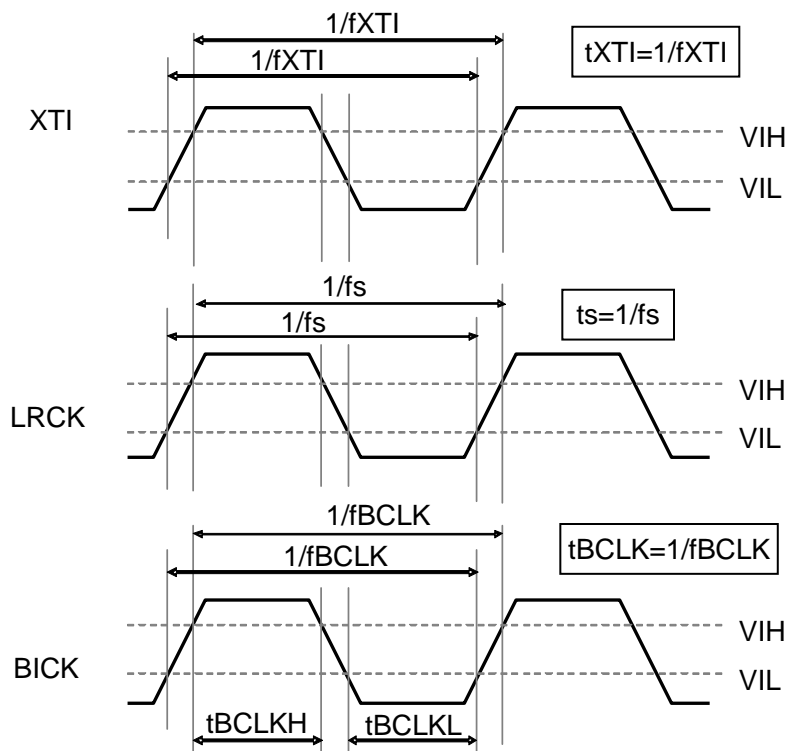 1/fXTI
tXTI=1/fXTI
1/fXTI
XTI
VIH
VIL
1/fs
ts=1/fs
1/fs
VIH
LRCK
VIL
1/fBCLK
tBCLK=1/fBCLK
1/fBCLK
VIH
BICK
VIL
tBCLKH
tBCLKL